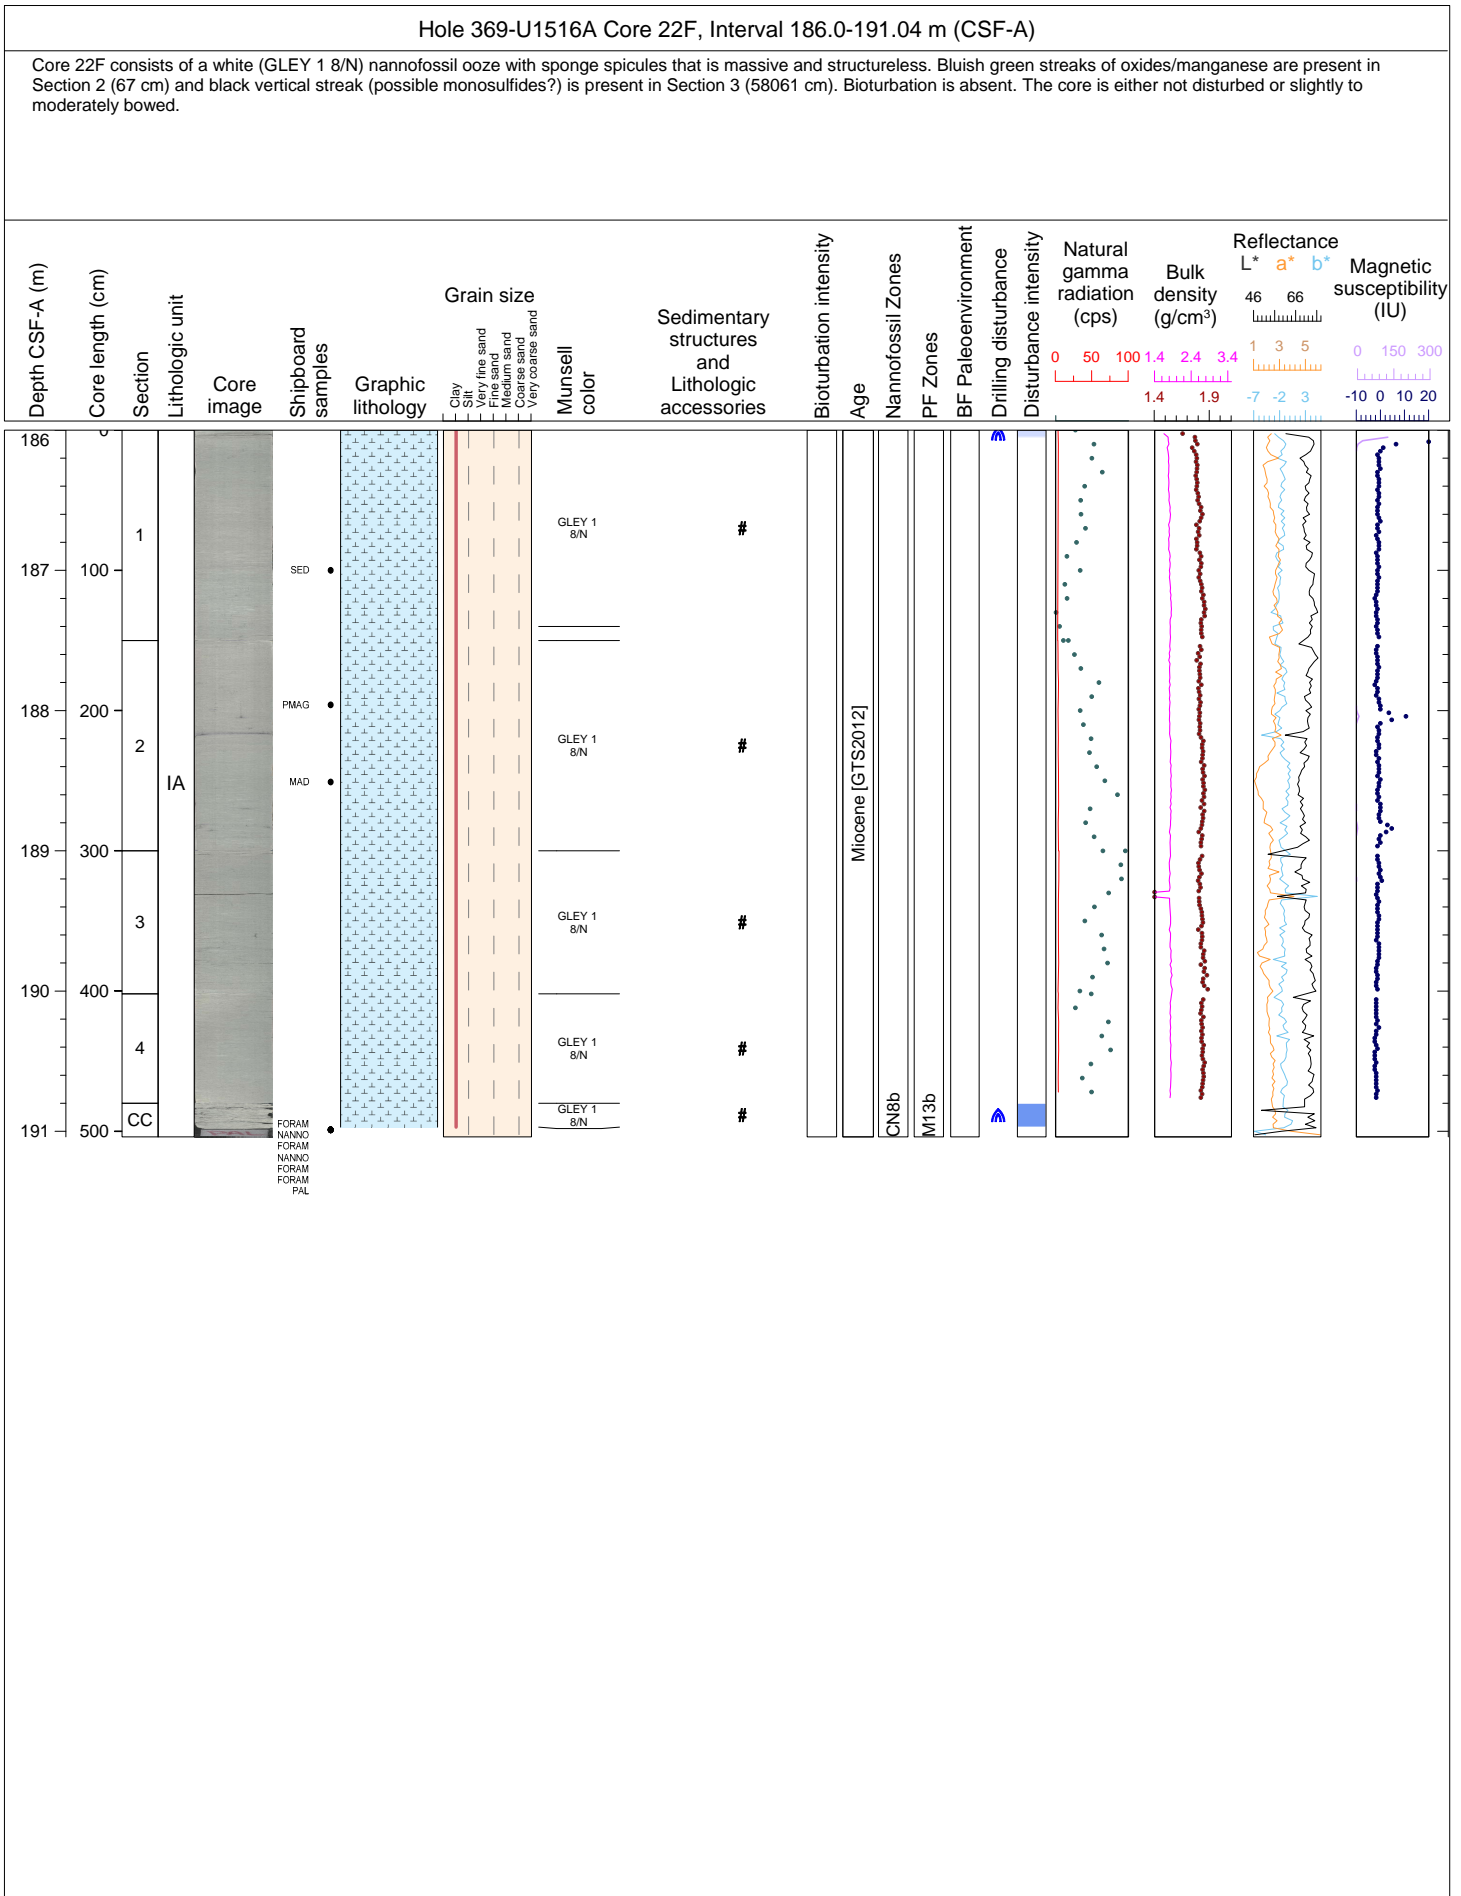 Hole 369-U1516A Core 22F, Interval 186.0-191.04 m (CSF-A)
Core 22F consists of a white (GLEY 1 8/N) nannofossil ooze with sponge spicules that is massive and structureless. Bluish green streaks of oxides/manganese are present in
Section 2 (67 cm) and black vertical streak (possible monosulfides?) is present in Section 3 (58061 cm). Bioturbation is absent. The core is either not disturbed or slightly to
moderately bowed.
Depth CSF-A (m)
Core length (cm)
Section
Lithologic unit
Core
image
Shipboard
samples
Graphic
lithology
Grain size
Clay
Silt
Very fine sand
Fine sand
Medium sand
Coarse sand
Very coarse sand
Munsell
color
Sedimentary
structures
and
Lithologic
accessories
Bioturbation intensity
Age
Nannofossil Zones
PF Zones
BF Paleoenvironment
Drilling disturbance
Disturbance intensity
Natural
gamma
radiation
(cps)
0 50 100
Bulk
density
(g/cm³)
1.4 2.4 3.4
1.4 1.9
Reflectance
L* a* b*
46 66
1 3 5
-7 -2 3
Magnetic
susceptibility
(IU)
0 150 300
-10 0 10 20
186
187
188
189
190
191
0
100
200
300
400
500
1
2
3
4
CC
IA
SED
PMAG
MAD
FORAM
NANNO
FORAM
NANNO
FORAM
FORAM
PAL
GLEY 1
8/N
GLEY 1
8/N
GLEY 1
8/N
GLEY 1
8/N
GLEY 1
8/N
#
#
#
#
#
Miocene [GTS2012]
CN8b
M13b